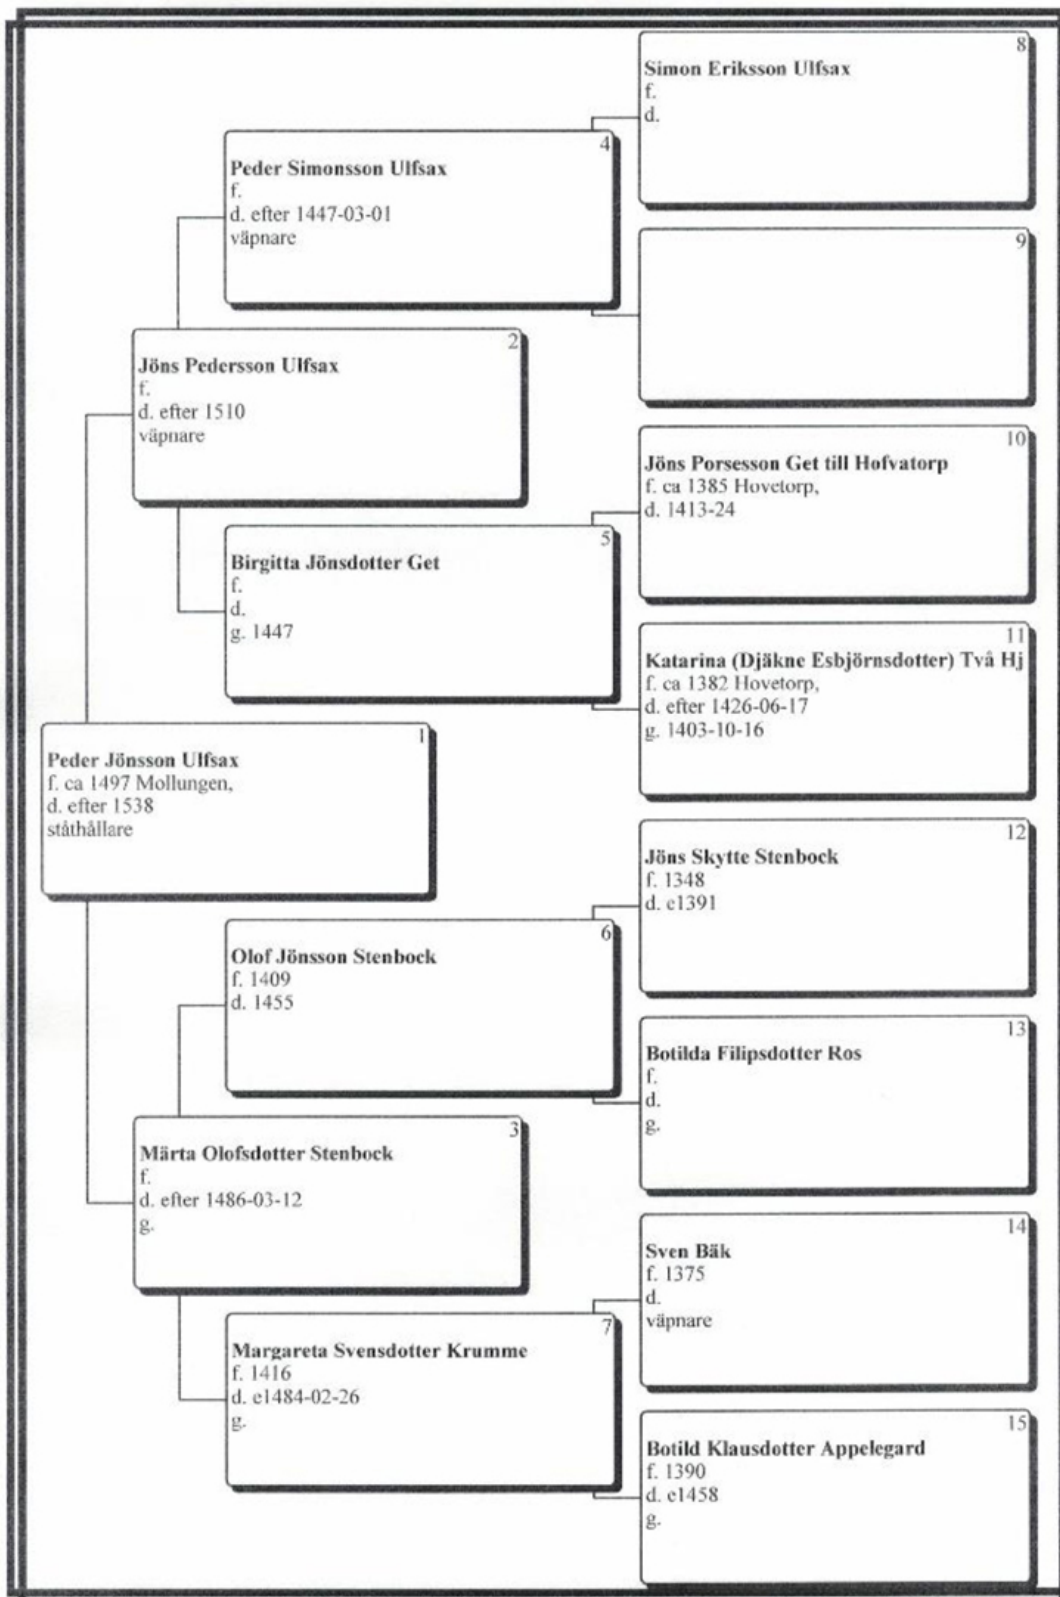 8
Simon Eriksson Ulfsax
f.
d.
4
Peder Simonsson Ulfsax
f.
d. efter 1447-03-01
väpnare
9
2
Jöns Pedersson Ulfsax
f.
d. efter 1510
väpnare
10
Jöns Porsesson Get till Hofvatorp
f. ca 1385 Hovetorp,
d. 1413-24
5
Birgitta Jönsdotter Get
f.
d.
g. 1447
11
Katarina (Djäkne Esbjörnsdotter) Två Hj
f. ca 1382 Hovetorp,
d. efter 1426-06-17
g. 1403-10-16
1
Peder Jönsson Ulfsax
f. ca 1497 Mollungen,
d. efter 1538
ståthållare
12
Jöns Skytte Stenbock
f. 1348
d. e1391
6
Olof Jönsson Stenbock
f. 1409
d. 1455
13
Botilda Filipsdotter Ros
f.
d.
g.
3
Märta Olofsdotter Stenbock
f.
d. efter 1486-03-12
g.
14
Sven Bäk
f. 1375
d.
väpnare
7
Margareta Svensdotter Krumme
f. 1416
d. e1484-02-26
g.
15
Botild Klausdotter Appelegard
f. 1390
d. e1458
g.